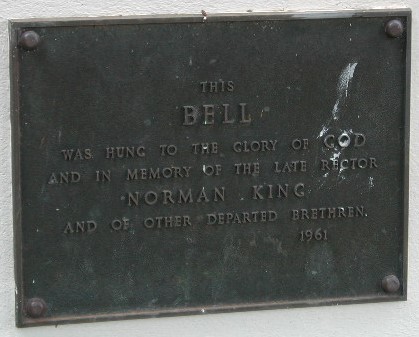 THIS
BELL
WAS HUNG TO THE GLORY OF GOD
AND IN MEMORY OF THE LATE RECTOR
NORMAN KING
AND OF OTHER DEPARTED BRETHREN.
1961